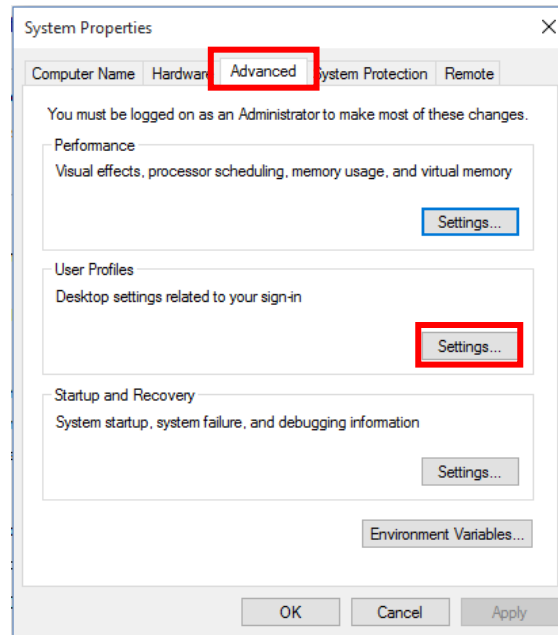 System Properties
Computer Name Hardware Advanced System Protection Remote
You must be logged on as an Administrator to make most of these changes.
Performance
Visual effects, processor scheduling, memory usage, and virtual memory
Settings...
User Profiles
Desktop settings related to your sign-in
Settings...
Startup and Recovery
System startup, system failure, and debugging information
Settings...
Environment Variables...
OK Cancel Apply